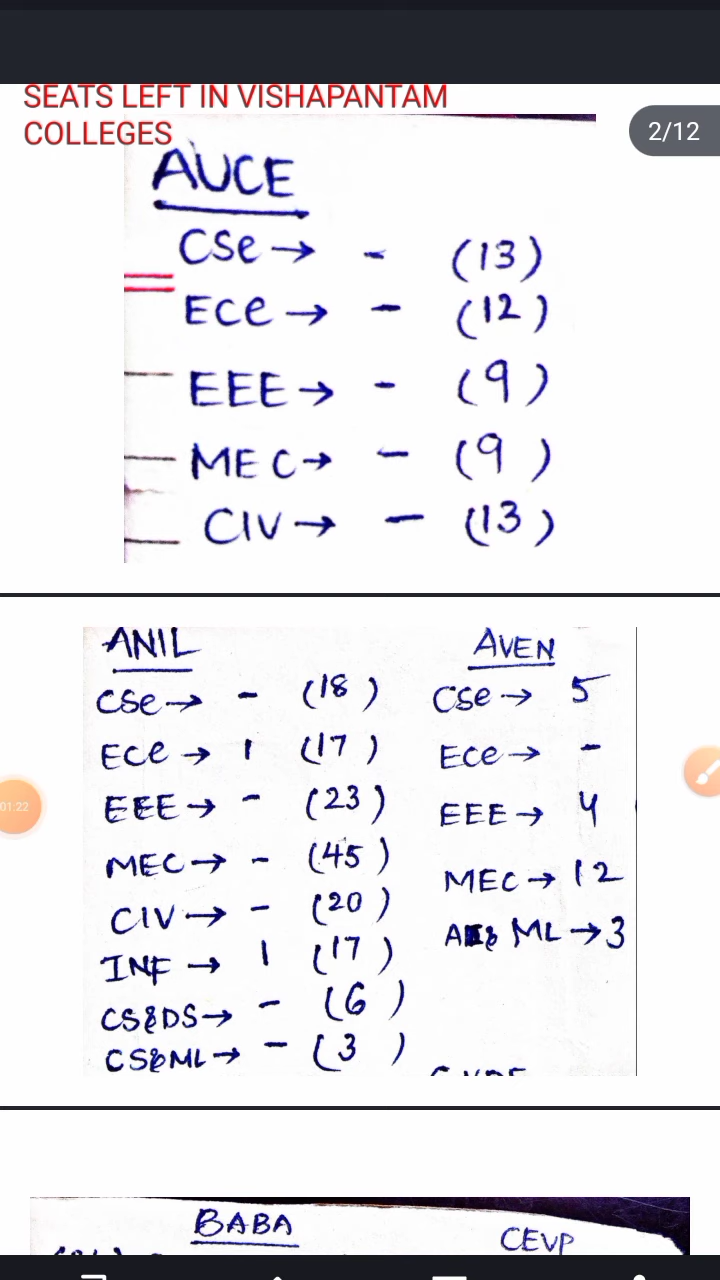 SEATS LEFT IN VISHAPANTAM
COLLEGES
2/12
AUCE
CSe → - (13)
ECe → - (12)
EEE → - (9)
MEC → - (9)
CIV → - (13)
ANIL
CSe → - (18)
ECe → 1 (17)
EEE → - (23)
MEC → - (45)
CIV → - (20)
INF → 1 (17)
CS&DS → - (6)
CS&ML → - (3)
AVEN
CSe → 5
ECe → -
EEE → 4
MEC → 12
ML → 3
01:22
BABA
CEVP